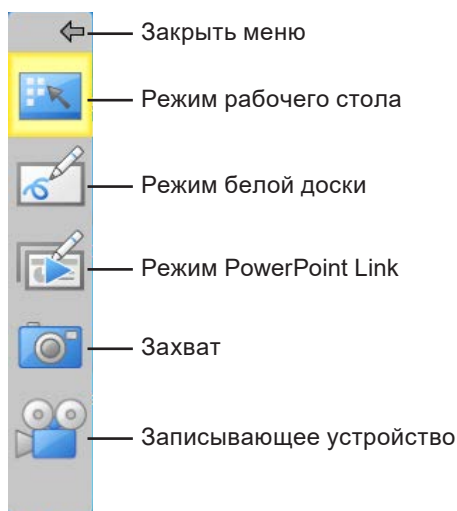 Закрыть меню
Режим рабочего стола
Режим белой доски
Режим PowerPoint Link
Захват
Записывающее устройство